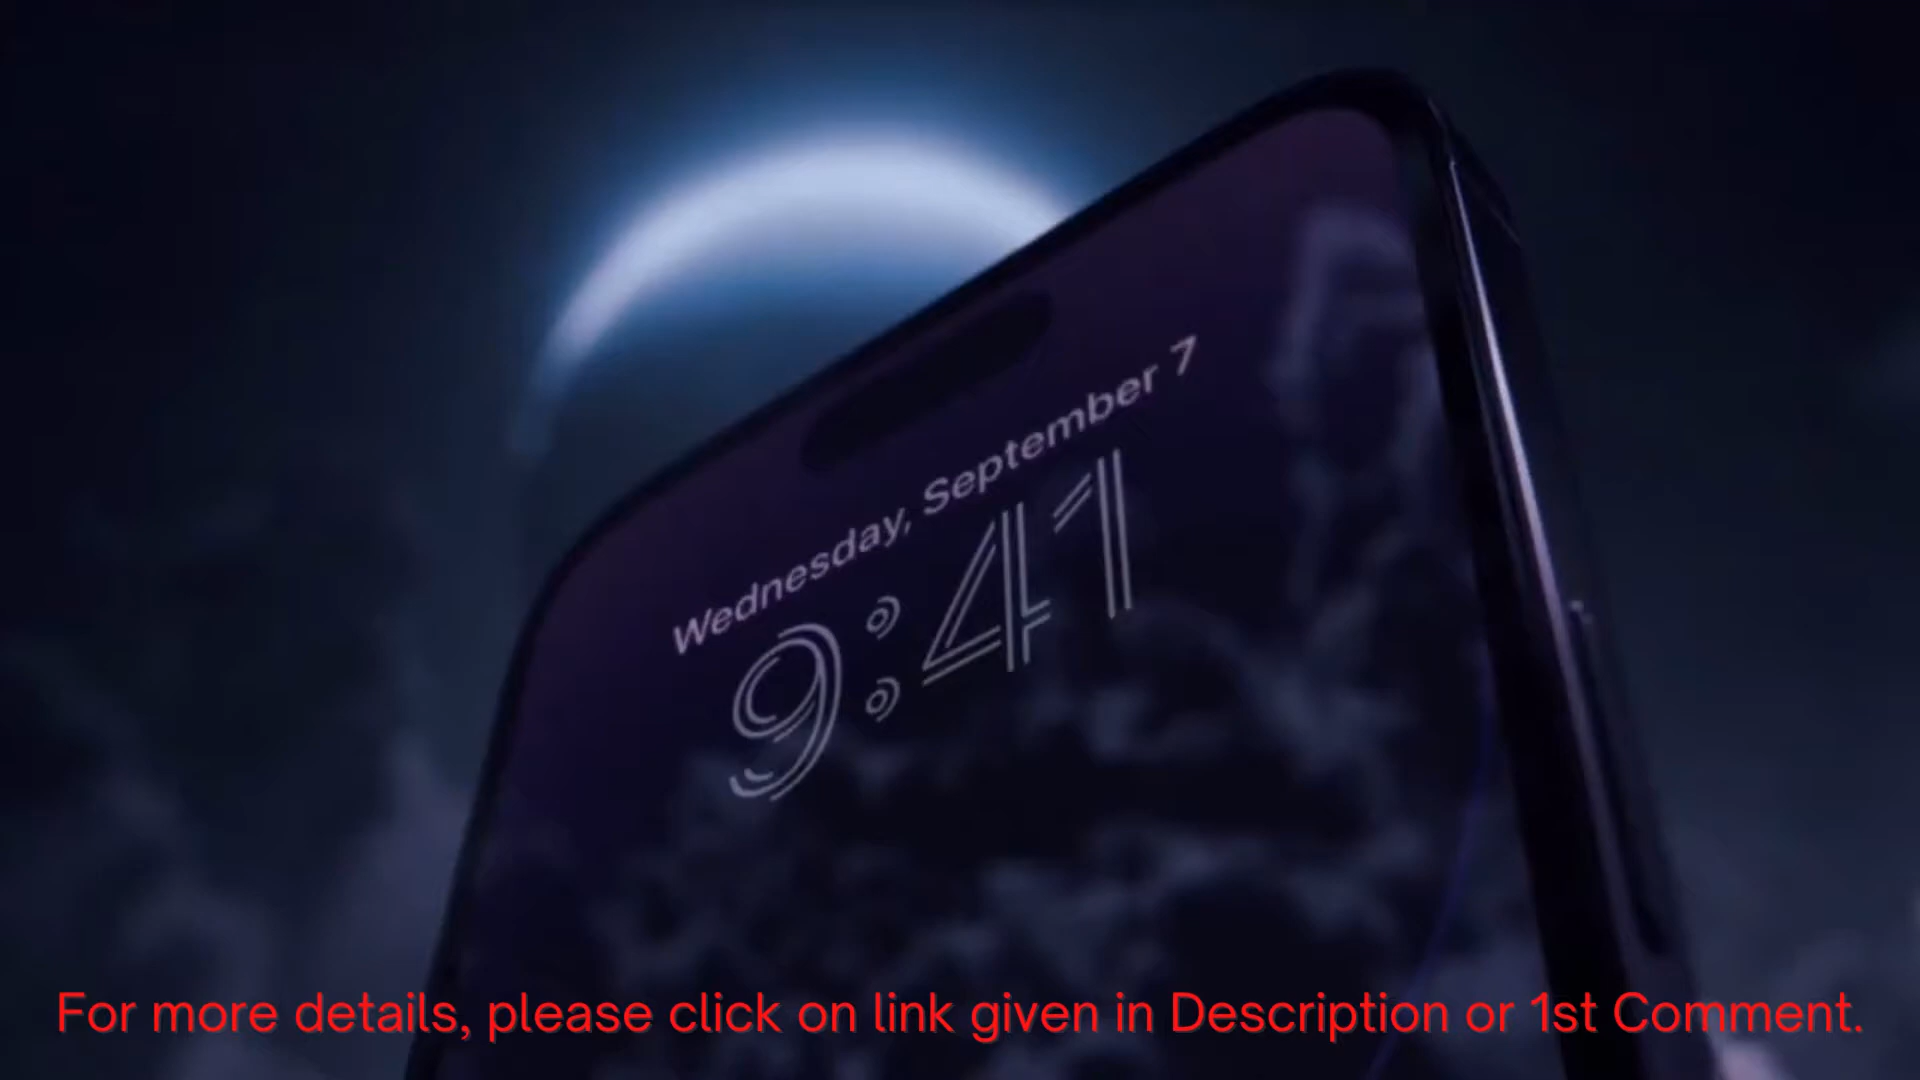 Wednesday, September 7
9:41
For more details, please click on link given in Description or 1st Comment.